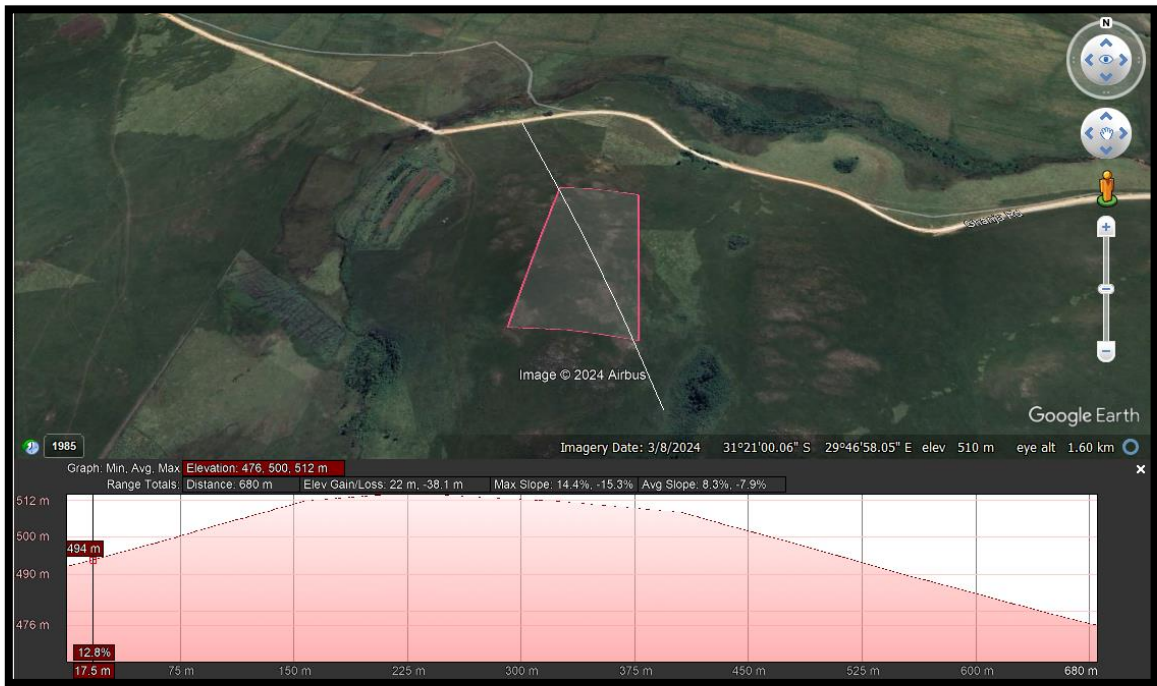 N
Image © 2024 Airbus
Google Earth
1985
Imagery Date: 3/8/2024 31°21'00.06" S 29°46'58.05" E elev 510 m eye alt 1.60 km
Graph: Min, Avg, Max Elevation: 476, 500, 512 m
Range Totals: Distance: 680 m Elev Gain/Loss: 22 m, -38.1 m Max Slope: 14.4%, -15.3% Avg Slope: 8.3%, -7.9%
512 m
500 m
494 m
490 m
476 m
12.8%
17.5 m 75 m 150 m 225 m 300 m 375 m 450 m 525 m 600 m 680 m